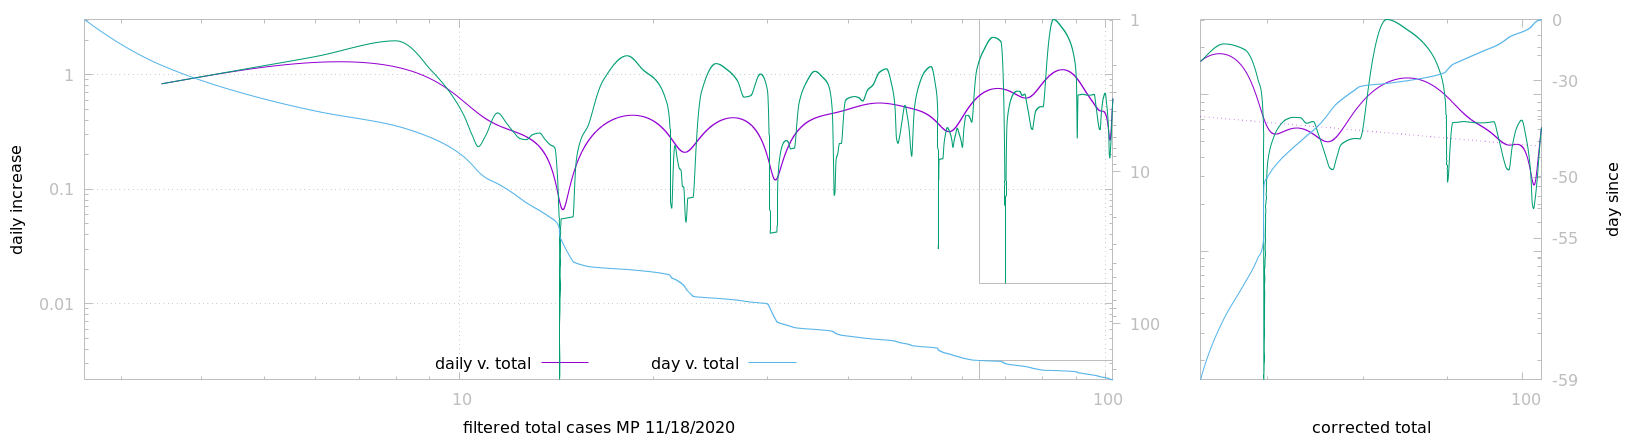 daily increase
1
0.1
0.01
daily v. total
day v. total
10
100
filtered total cases MP 11/18/2020
1
10
100
0
-30
-50
-55
-59
day since
100
corrected total